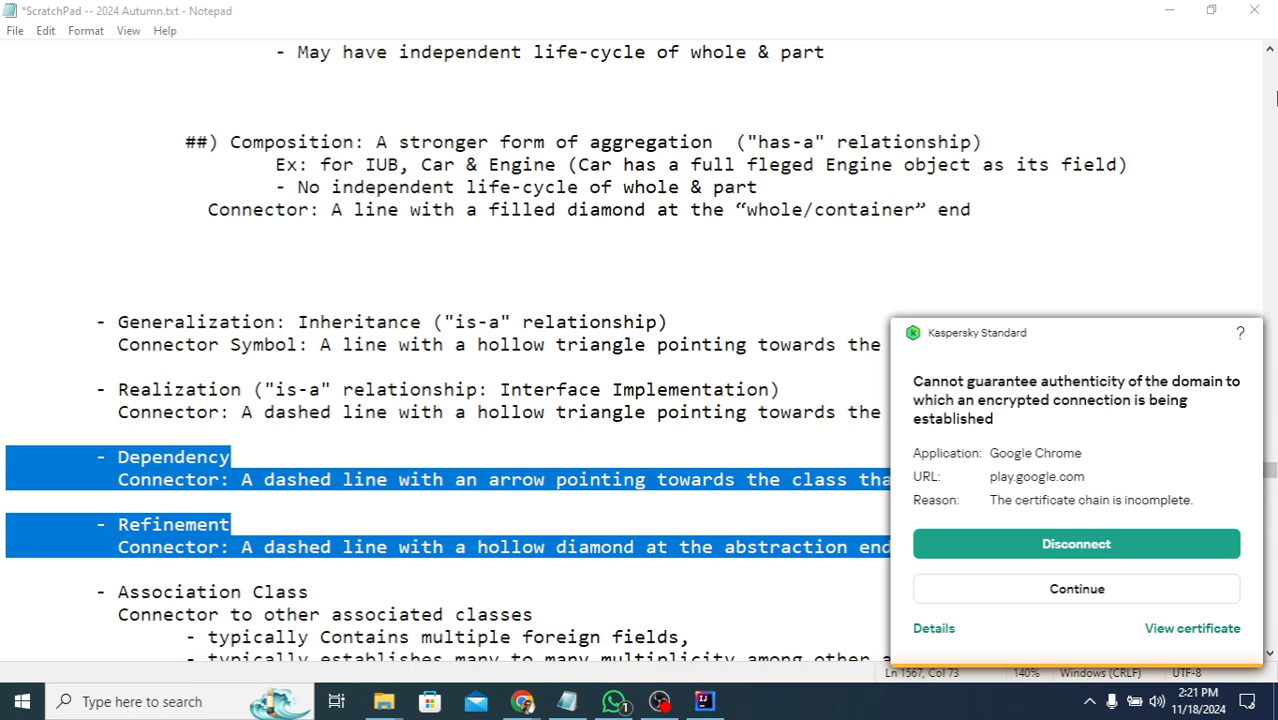 *ScratchPad -- 2024 Autumn.txt - Notepad
File Edit Format View Help
- May have independent life-cycle of whole & part
##) Composition: A stronger form of aggregation ("has-a" relationship)
Ex: for IUB, Car & Engine (Car has a full fleged Engine object as its field)
- No independent life-cycle of whole & part
Connector: A line with a filled diamond at the “whole/container” end
- Generalization: Inheritance ("is-a" relationship)
Connector Symbol: A line with a hollow triangle pointing towards the
- Realization ("is-a" relationship: Interface Implementation)
Connector: A dashed line with a hollow triangle pointing towards the
- Dependency
Connector: A dashed line with an arrow pointing towards the class tha
- Refinement
Connector: A dashed line with a hollow diamond at the abstraction end
- Association Class
Connector to other associated classes
- typically Contains multiple foreign fields,
- typically establishes many to many multiplicity among other a
Kaspersky Standard ?
Cannot guarantee authenticity of the domain to
which an encrypted connection is being
established
Application: Google Chrome
URL: play.google.com
Reason: The certificate chain is incomplete.
Disconnect
Continue
Details View certificate
Ln 1567, Col 73 140% Windows (CRLF) UTF-8
Type here to search
1
2:21 PM
11/18/2024